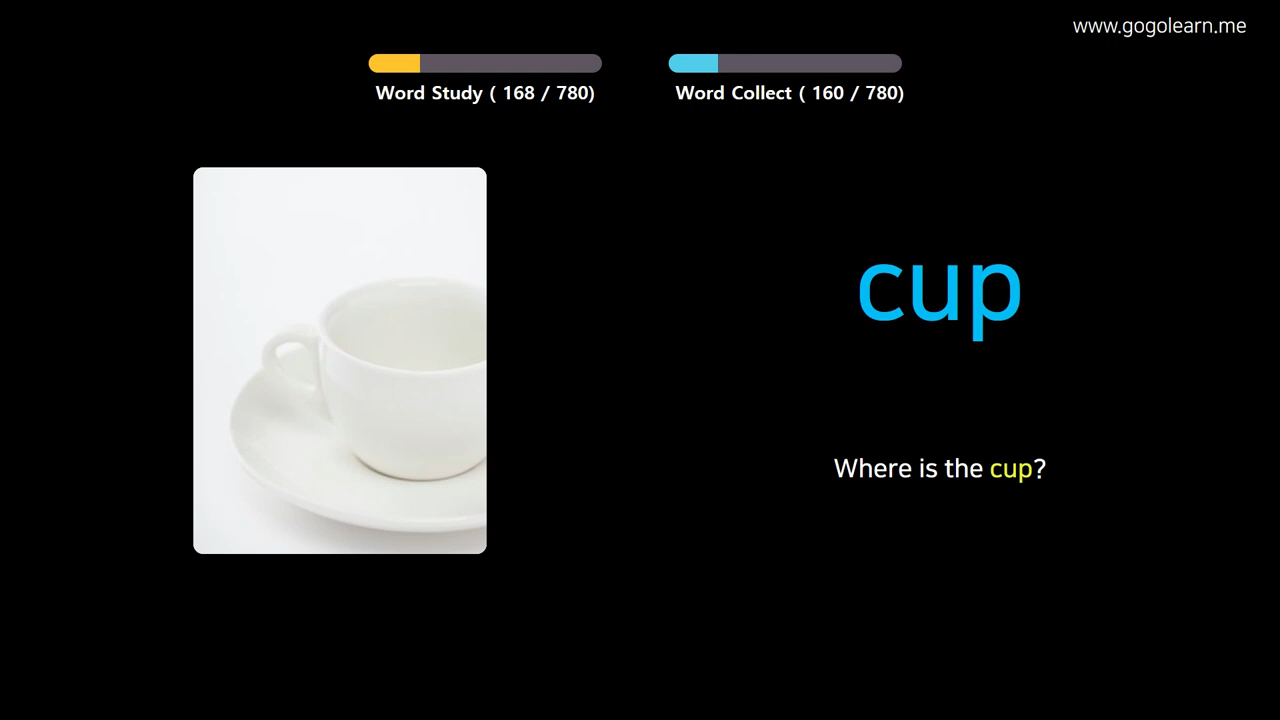 www.gogolearn.me
Word Study ( 168 / 780)
Word Collect ( 160 / 780)
cup
Where is the cup?